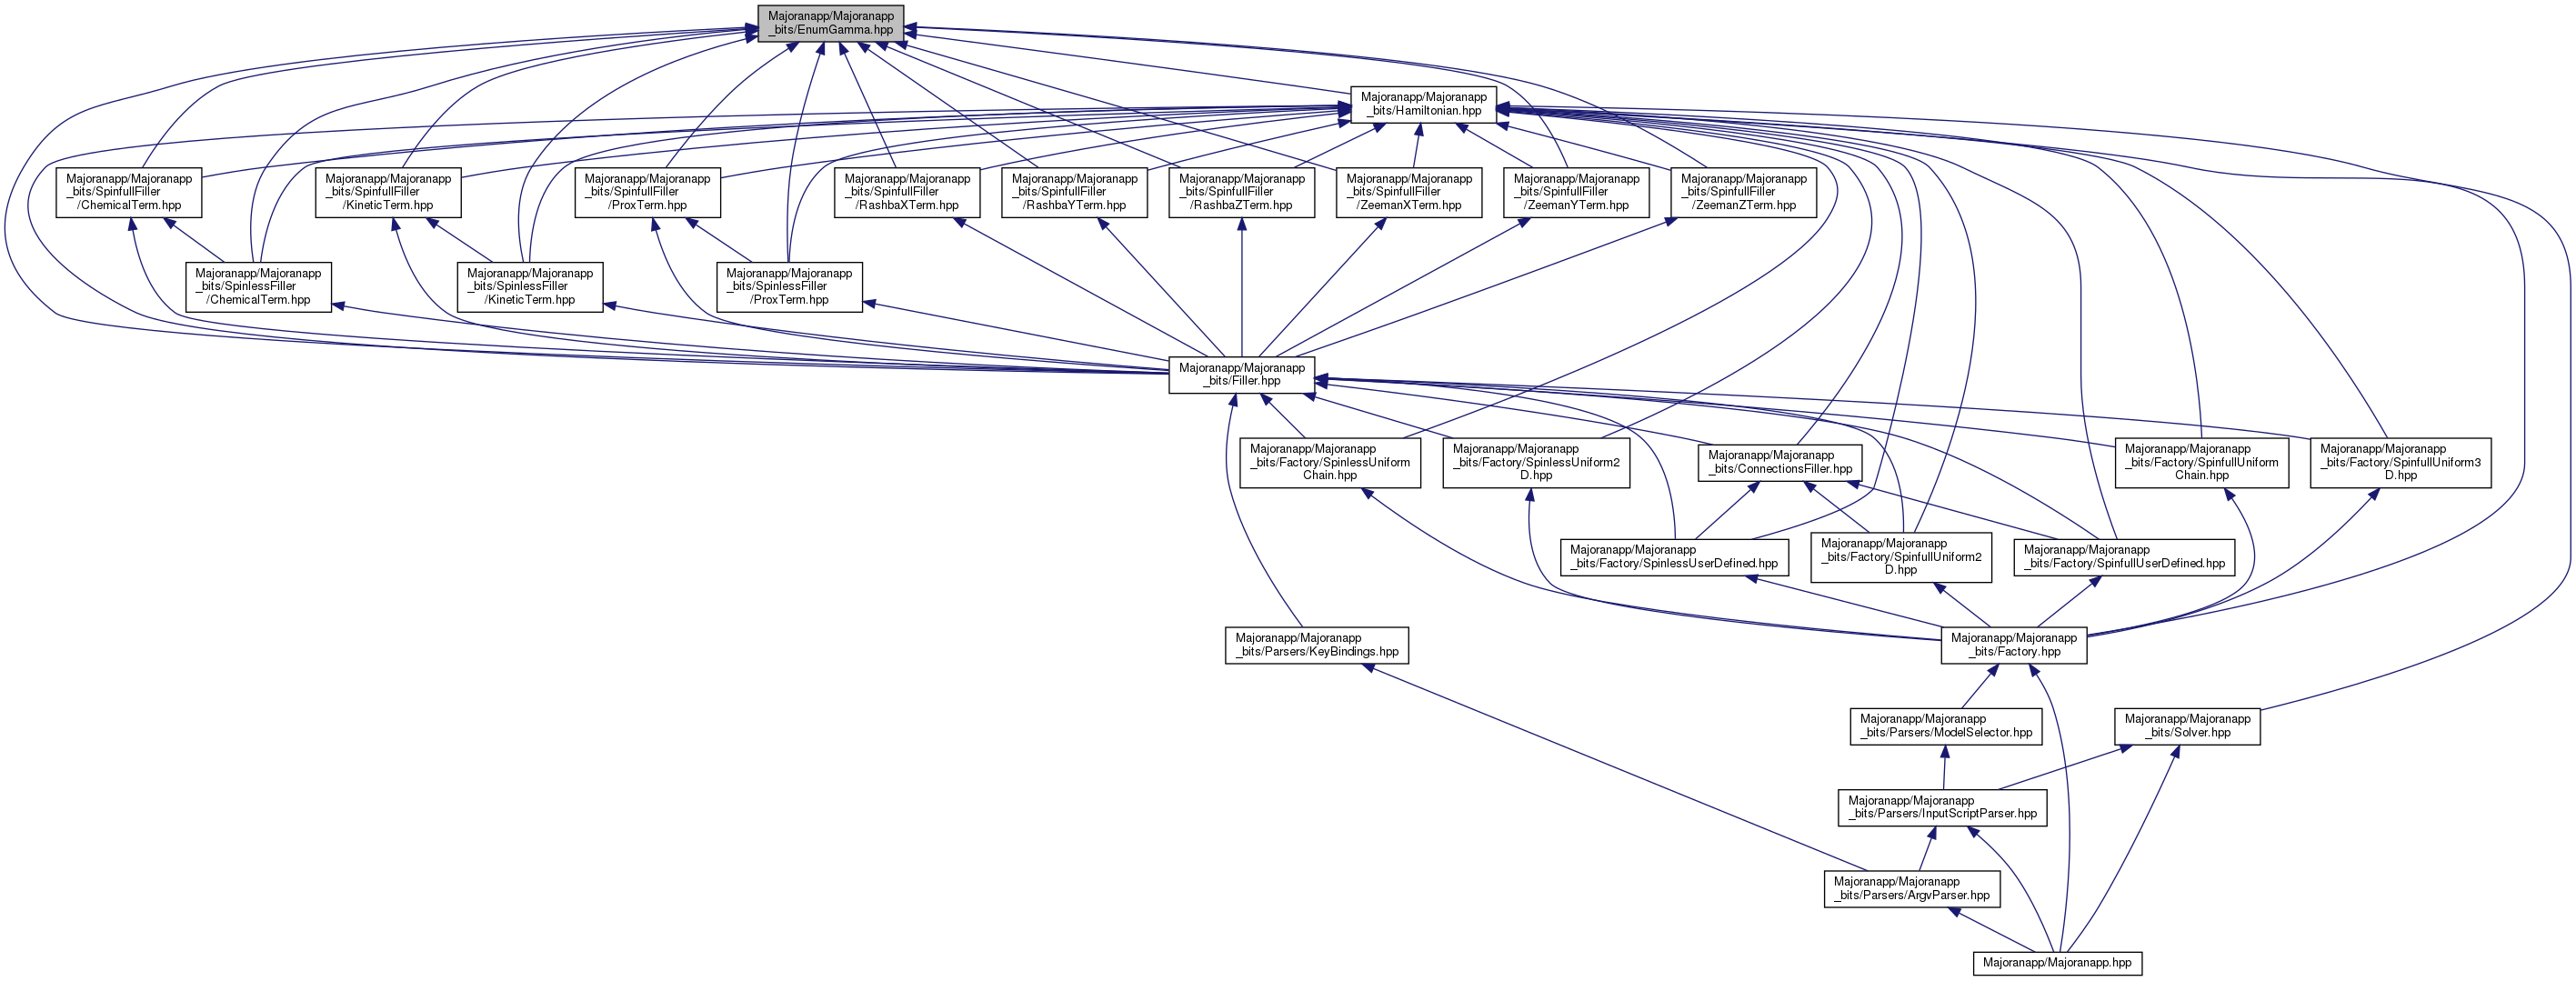 Majoranapp/Majoranapp
_bits/EnumGamma.hpp
Majoranapp/Majoranapp
_bits/Hamiltonian.hpp
Majoranapp/Majoranapp
_bits/SpinfullFiller
/ChemicalTerm.hpp
Majoranapp/Majoranapp
_bits/SpinfullFiller
/KineticTerm.hpp
Majoranapp/Majoranapp
_bits/SpinfullFiller
/ProxTerm.hpp
Majoranapp/Majoranapp
_bits/SpinfullFiller
/RashbaXTerm.hpp
Majoranapp/Majoranapp
_bits/SpinfullFiller
/RashbaYTerm.hpp
Majoranapp/Majoranapp
_bits/SpinfullFiller
/RashbaZTerm.hpp
Majoranapp/Majoranapp
_bits/SpinfullFiller
/ZeemanXTerm.hpp
Majoranapp/Majoranapp
_bits/SpinfullFiller
/ZeemanYTerm.hpp
Majoranapp/Majoranapp
_bits/SpinfullFiller
/ZeemanZTerm.hpp
Majoranapp/Majoranapp
_bits/SpinlessFiller
/ChemicalTerm.hpp
Majoranapp/Majoranapp
_bits/SpinlessFiller
/KineticTerm.hpp
Majoranapp/Majoranapp
_bits/SpinlessFiller
/ProxTerm.hpp
Majoranapp/Majoranapp
_bits/Filler.hpp
Majoranapp/Majoranapp
_bits/Factory/SpinlessUniform
Chain.hpp
Majoranapp/Majoranapp
_bits/Factory/SpinlessUniform2
D.hpp
Majoranapp/Majoranapp
_bits/ConnectionsFiller.hpp
Majoranapp/Majoranapp
_bits/Factory/SpinfullUniform
Chain.hpp
Majoranapp/Majoranapp
_bits/Factory/SpinfullUniform3
D.hpp
Majoranapp/Majoranapp
_bits/Factory/SpinlessUserDefined.hpp
Majoranapp/Majoranapp
_bits/Factory/SpinfullUniform2
D.hpp
Majoranapp/Majoranapp
_bits/Factory/SpinfullUserDefined.hpp
Majoranapp/Majoranapp
_bits/Parsers/KeyBindings.hpp
Majoranapp/Majoranapp
_bits/Factory.hpp
Majoranapp/Majoranapp
_bits/Parsers/ModelSelector.hpp
Majoranapp/Majoranapp
_bits/Solver.hpp
Majoranapp/Majoranapp
_bits/Parsers/InputScriptParser.hpp
Majoranapp/Majoranapp
_bits/Parsers/ArgvParser.hpp
Majoranapp/Majoranapp.hpp